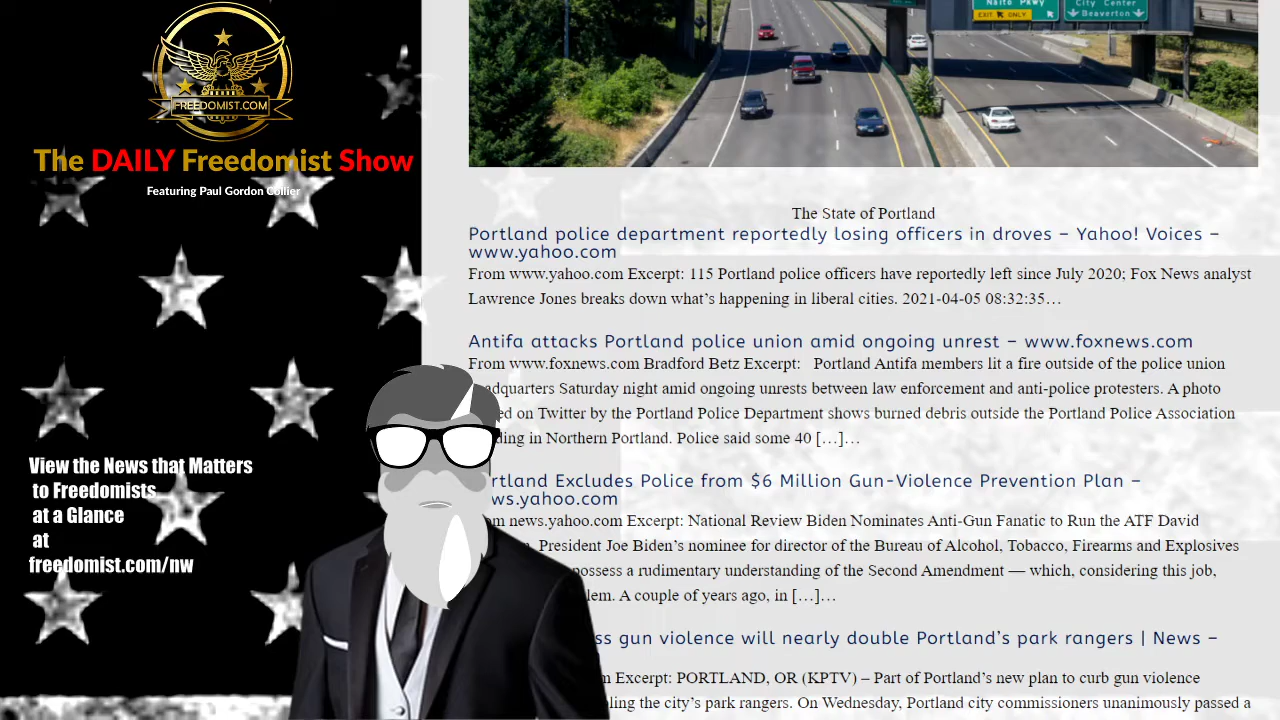 FREEDOMIST.COM
The DAILY Freedomist Show
Featuring Paul Gordon Collier
View the News that Matters
to Freedomists
at a Glance
at
freedomist.com/nw
Naito Pkwy
EXIT ONLY
City Center
Beaverton
The State of Portland
Portland police department reportedly losing officers in droves – Yahoo! Voices –
www.yahoo.com
From www.yahoo.com Excerpt: 115 Portland police officers have reportedly left since July 2020; Fox News analyst
Lawrence Jones breaks down what’s happening in liberal cities. 2021-04-05 08:32:35…
Antifa attacks Portland police union amid ongoing unrest – www.foxnews.com
From www.foxnews.com Bradford Betz Excerpt: Portland Antifa members lit a fire outside of the police union
dquarters Saturday night amid ongoing unrests between law enforcement and anti-police protesters. A photo
ed on Twitter by the Portland Police Department shows burned debris outside the Portland Police Association
ding in Northern Portland. Police said some 40 […]…
rtland Excludes Police from $6 Million Gun-Violence Prevention Plan –
ws.yahoo.com
m news.yahoo.com Excerpt: National Review Biden Nominates Anti-Gun Fanatic to Run the ATF David
President Joe Biden’s nominee for director of the Bureau of Alcohol, Tobacco, Firearms and Explosives
possess a rudimentary understanding of the Second Amendment — which, considering this job,
lem. A couple of years ago, in […]…
ss gun violence will nearly double Portland’s park rangers | News –
Excerpt: PORTLAND, OR (KPTV) – Part of Portland’s new plan to curb gun violence
ling the city’s park rangers. On Wednesday, Portland city commissioners unanimously passed a